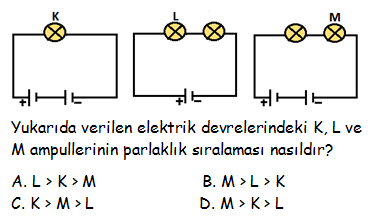 K L M
+ - + - + -
Yukarıda verilen elektrik devrelerindeki K, L ve
M ampullerinin parlaklık sıralaması nasıldır?
A. L > K > M B. M > L > K
C. K > M > L D. M > K > L